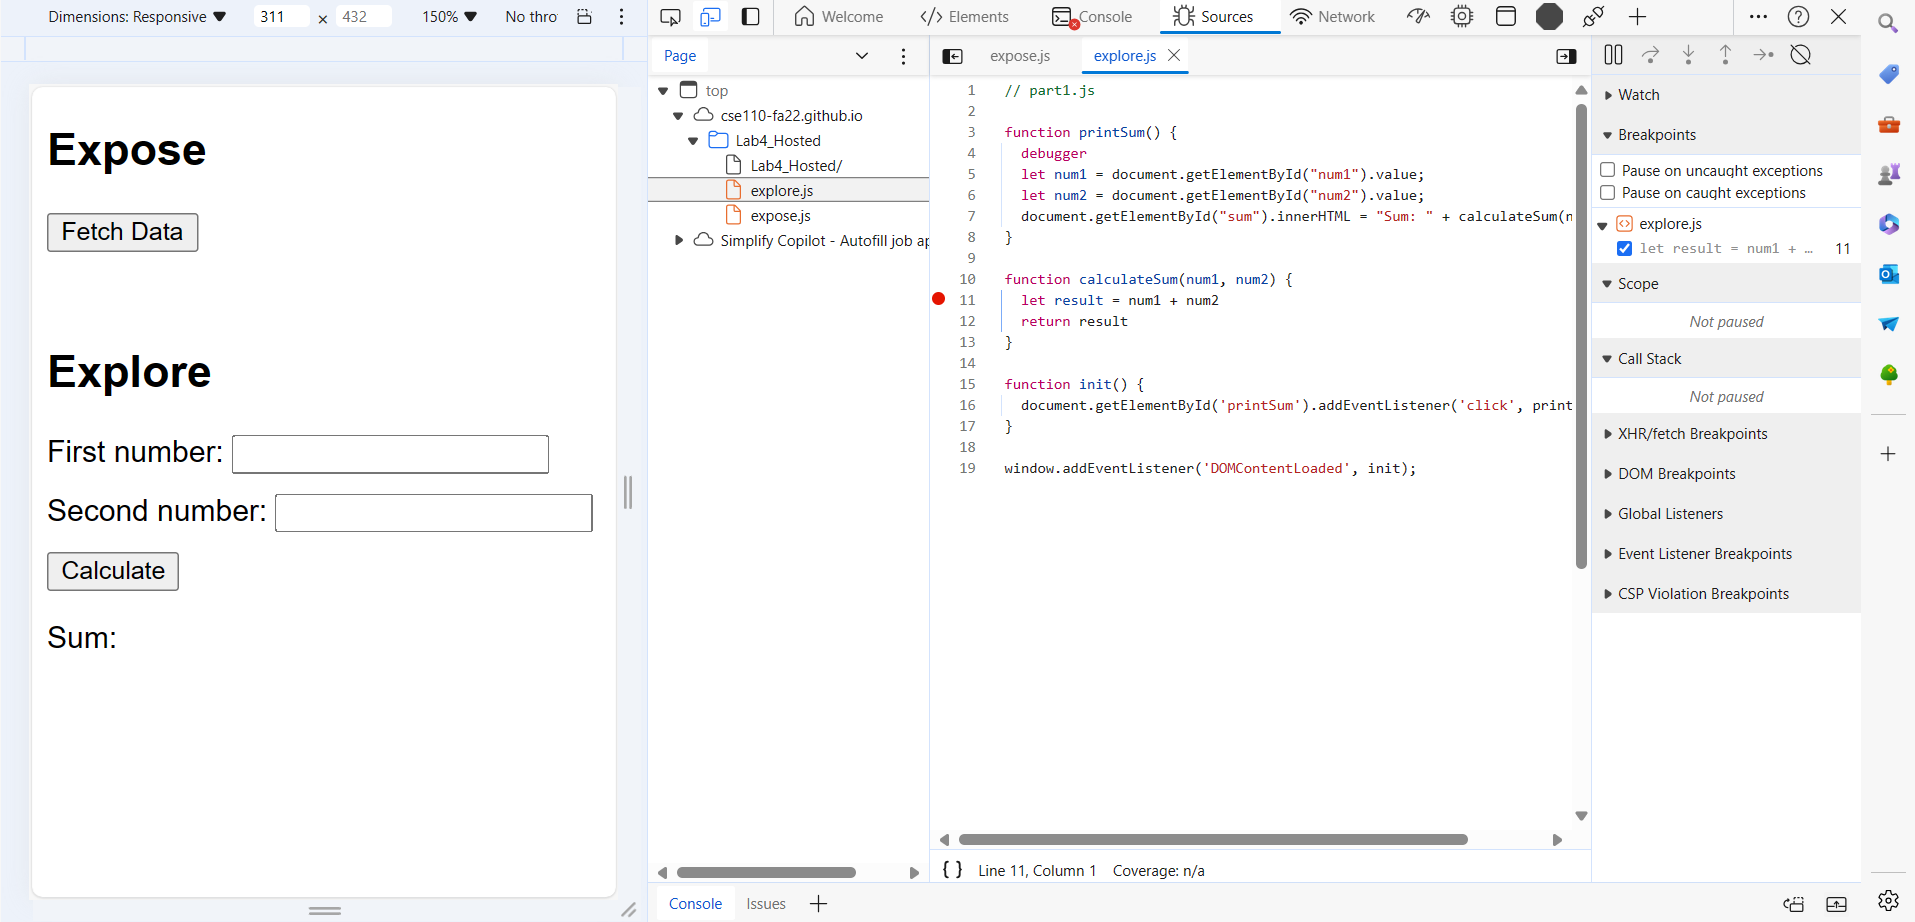 Dimensions: Responsive 311 × 432 150% No thro
Welcome Elements Console Sources Network
Expose
Fetch Data
Explore
First number:
Second number:
Calculate
Sum:
Page
top
cse110-fa22.github.io
Lab4_Hosted
Lab4_Hosted/
explore.js
expose.js
Simplify Copilot - Autofill job ap
expose.js explore.js
1 // part1.js
2
3 function printSum() {
4 debugger
5 let num1 = document.getElementById("num1").value;
6 let num2 = document.getElementById("num2").value;
7 document.getElementById("sum").innerHTML = "Sum: " + calculateSum(n
8 }
9
10 function calculateSum(num1, num2) {
11 let result = num1 + num2
12 return result
13 }
14
15 function init() {
16 document.getElementById('printSum').addEventListener('click', print
17 }
18
19 window.addEventListener('DOMContentLoaded', init);
{ } Line 11, Column 1 Coverage: n/a
Watch
Breakpoints
Pause on uncaught exceptions
Pause on caught exceptions
explore.js
let result = num1 + … 11
Scope
Not paused
Call Stack
Not paused
XHR/fetch Breakpoints
DOM Breakpoints
Global Listeners
Event Listener Breakpoints
CSP Violation Breakpoints
Console Issues